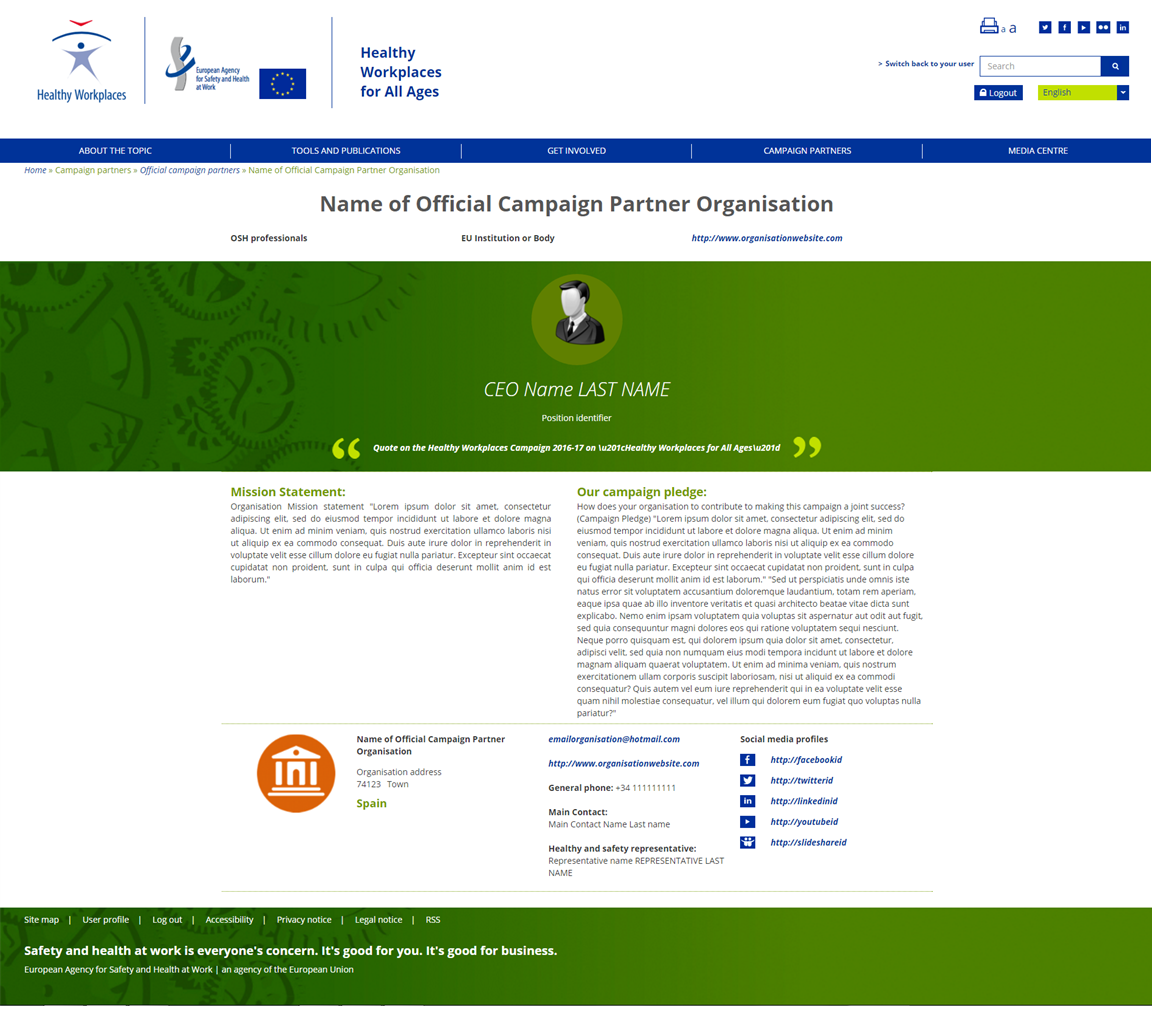 Healthy Workplaces
European Agency
for Safety and Health
at Work
Healthy
Workplaces
for All Ages
a a
> Switch back to your user
Search
Logout
English
ABOUT THE TOPIC
TOOLS AND PUBLICATIONS
GET INVOLVED
CAMPAIGN PARTNERS
MEDIA CENTRE
Home » Campaign partners » Official campaign partners » Name of Official Campaign Partner Organisation
Name of Official Campaign Partner Organisation
OSH professionals
EU Institution or Body
http://www.organisationwebsite.com
CEO Name LAST NAME
Position identifier
“ Quote on the Healthy Workplaces Campaign 2016-17 on \u201cHealthy Workplaces for All Ages\u201d ”
Mission Statement:
Organisation Mission statement "Lorem ipsum dolor sit amet, consectetur
adipiscing elit, sed do eiusmod tempor incididunt ut labore et dolore magna
aliqua. Ut enim ad minim veniam, quis nostrud exercitation ullamco laboris nisi
ut aliquip ex ea commodo consequat. Duis aute irure dolor in reprehenderit in
voluptate velit esse cillum dolore eu fugiat nulla pariatur. Excepteur sint occaecat
cupidatat non proident, sunt in culpa qui officia deserunt mollit anim id est
laborum."
Our campaign pledge:
How does your organisation to contribute to making this campaign a joint success?
(Campaign Pledge) "Lorem ipsum dolor sit amet, consectetur adipiscing elit, sed do
eiusmod tempor incididunt ut labore et dolore magna aliqua. Ut enim ad minim
veniam, quis nostrud exercitation ullamco laboris nisi ut aliquip ex ea commodo
consequat. Duis aute irure dolor in reprehenderit in voluptate velit esse cillum dolore
eu fugiat nulla pariatur. Excepteur sint occaecat cupidatat non proident, sunt in culpa
qui officia deserunt mollit anim id est laborum." "Sed ut perspiciatis unde omnis iste
natus error sit voluptatem accusantium doloremque laudantium, totam rem aperiam,
eaque ipsa quae ab illo inventore veritatis et quasi architecto beatae vitae dicta sunt
explicabo. Nemo enim ipsam voluptatem quia voluptas sit aspernatur aut odit aut fugit,
sed quia consequuntur magni dolores eos qui ratione voluptatem sequi nesciunt.
Neque porro quisquam est, qui dolorem ipsum quia dolor sit amet, consectetur,
adipisci velit, sed quia non numquam eius modi tempora incidunt ut labore et dolore
magnam aliquam quaerat voluptatem. Ut enim ad minima veniam, quis nostrum
exercitationem ullam corporis suscipit laboriosam, nisi ut aliquid ex ea commodi
consequatur? Quis autem vel eum iure reprehenderit qui in ea voluptate velit esse
quam nihil molestiae consequatur, vel illum qui dolorem eum fugiat quo voluptas nulla
pariatur?"
Name of Official Campaign Partner
Organisation
Organisation address
74123 Town
Spain
emailorganisation@hotmail.com
http://www.organisationwebsite.com
General phone: +34 111111111
Main Contact:
Main Contact Name Last name
Healthy and safety representative:
Representative name REPRESENTATIVE LAST
NAME
Social media profiles
http://facebookid
http://twitterid
http://linkedinid
http://youtubeid
http://slideshareid
Site map | User profile | Log out | Accessibility | Privacy notice | Legal notice | RSS
Safety and health at work is everyone's concern. It's good for you. It's good for business.
European Agency for Safety and Health at Work | an agency of the European Union